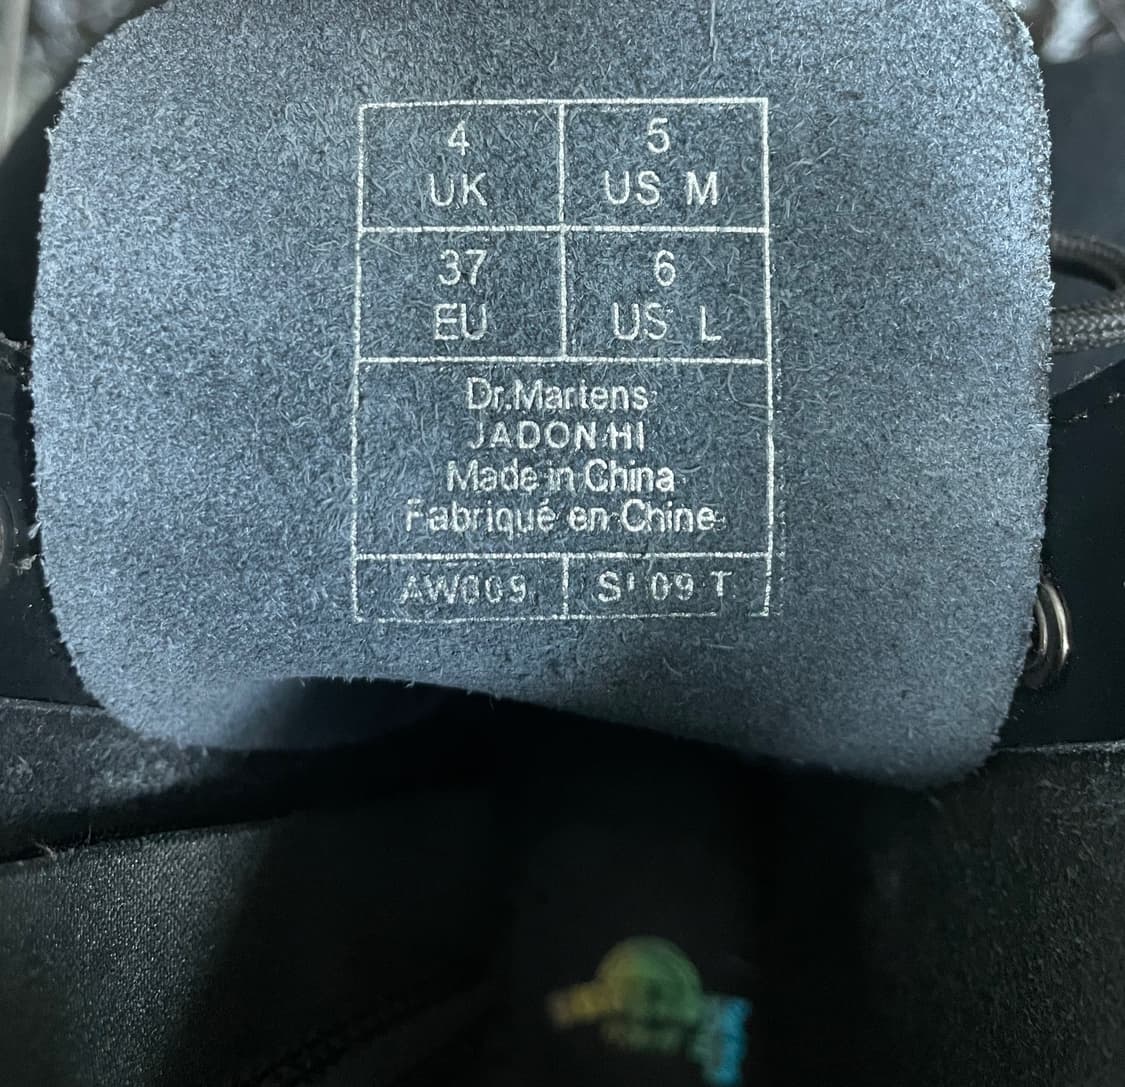 4
UK
5
US M
37
EU
6
US L
Dr.Martens
JADON HI
Made in China
Fabriqué en Chine
AW009
09 T